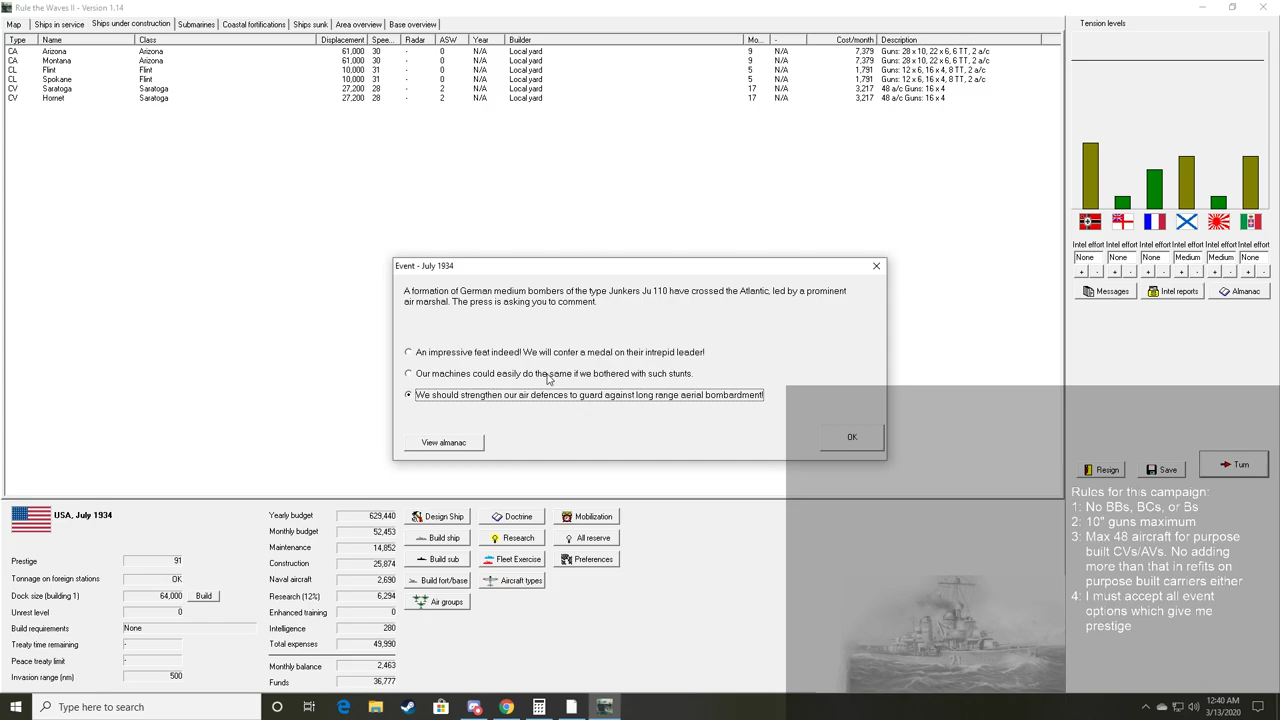 Rule the Waves II - Version 1.14
Map Ships in service Ships under construction Submarines Coastal fortifications Ships sunk Area overview Base overview
Type Name Class Displacement Spee... Radar ASW Year Builder Mo... - Cost/month Description
CA Arizona Arizona 61,000 30 - 0 N/A Local yard 9 N/A 7,379 Guns: 28 x 10, 22 x 6, 6 TT, 2 a/c
CA Montana Arizona 61,000 30 - 0 N/A Local yard 9 N/A 7,379 Guns: 28 x 10, 22 x 6, 6 TT, 2 a/c
CL Flint Flint 10,000 31 - 0 N/A Local yard 5 N/A 1,791 Guns: 12 x 6, 16 x 4, 8 TT, 2 a/c
CL Spokane Flint 10,000 31 - 0 N/A Local yard 5 N/A 1,791 Guns: 12 x 6, 16 x 4, 8 TT, 2 a/c
CV Saratoga Saratoga 27,200 28 - 2 N/A Local yard 17 N/A 3,217 48 a/c Guns: 16 x 4
CV Hornet Saratoga 27,200 28 - 2 N/A Local yard 17 N/A 3,217 48 a/c Guns: 16 x 4
Tension levels
Intel effort Intel effort Intel effort Intel effort Intel effort Intel effort
None None None Medium Medium None
+ - + - + - + - + - + -
Messages Intel reports Almanac
Event - July 1934
A formation of German medium bombers of the type Junkers Ju 110 have crossed the Atlantic, led by a prominent
air marshal. The press is asking you to comment.
An impressive feat indeed! We will confer a medal on their intrepid leader!
Our machines could easily do the same if we bothered with such stunts.
We should strengthen our air defences to guard against long range aerial bombardment!
View almanac OK
Resign Save Turn
Rules for this campaign:
1: No BBs, BCs, or Bs
2: 10" guns maximum
3: Max 48 aircraft for purpose
built CVs/AVs. No adding
more than that in refits on
purpose built carriers either
4: I must accept all event
options which give me
prestige
USA, July 1934
Prestige 91
Tonnage on foreign stations OK
Dock size (building 1) 64,000 Build
Unrest level 0
Build requirements None
Treaty time remaining -
Peace treaty limit -
Invasion range (nm) 500
Yearly budget 629,440
Monthly budget 52,453
Maintenance 14,852
Construction 25,874
Naval aircraft 2,690
Research (12%) 6,294
Enhanced training 0
Intelligence 280
Total expenses 49,990
Monthly balance 2,463
Funds 36,777
Design Ship Doctrine Mobilization
Build ship Research All reserve
Build sub Fleet Exercise Preferences
Build fort/base Aircraft types
Air groups
Type here to search
12:40 AM
3/13/2020